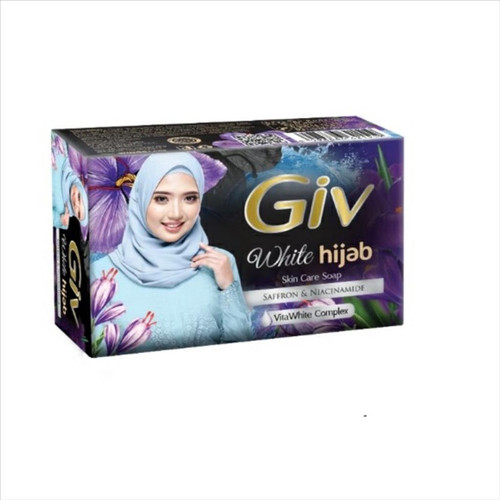 Giv
White hijab
Skin Care Soap
SAFFRON & NIACINAMIDE
VitaWhite Complex
Giv
White hijab